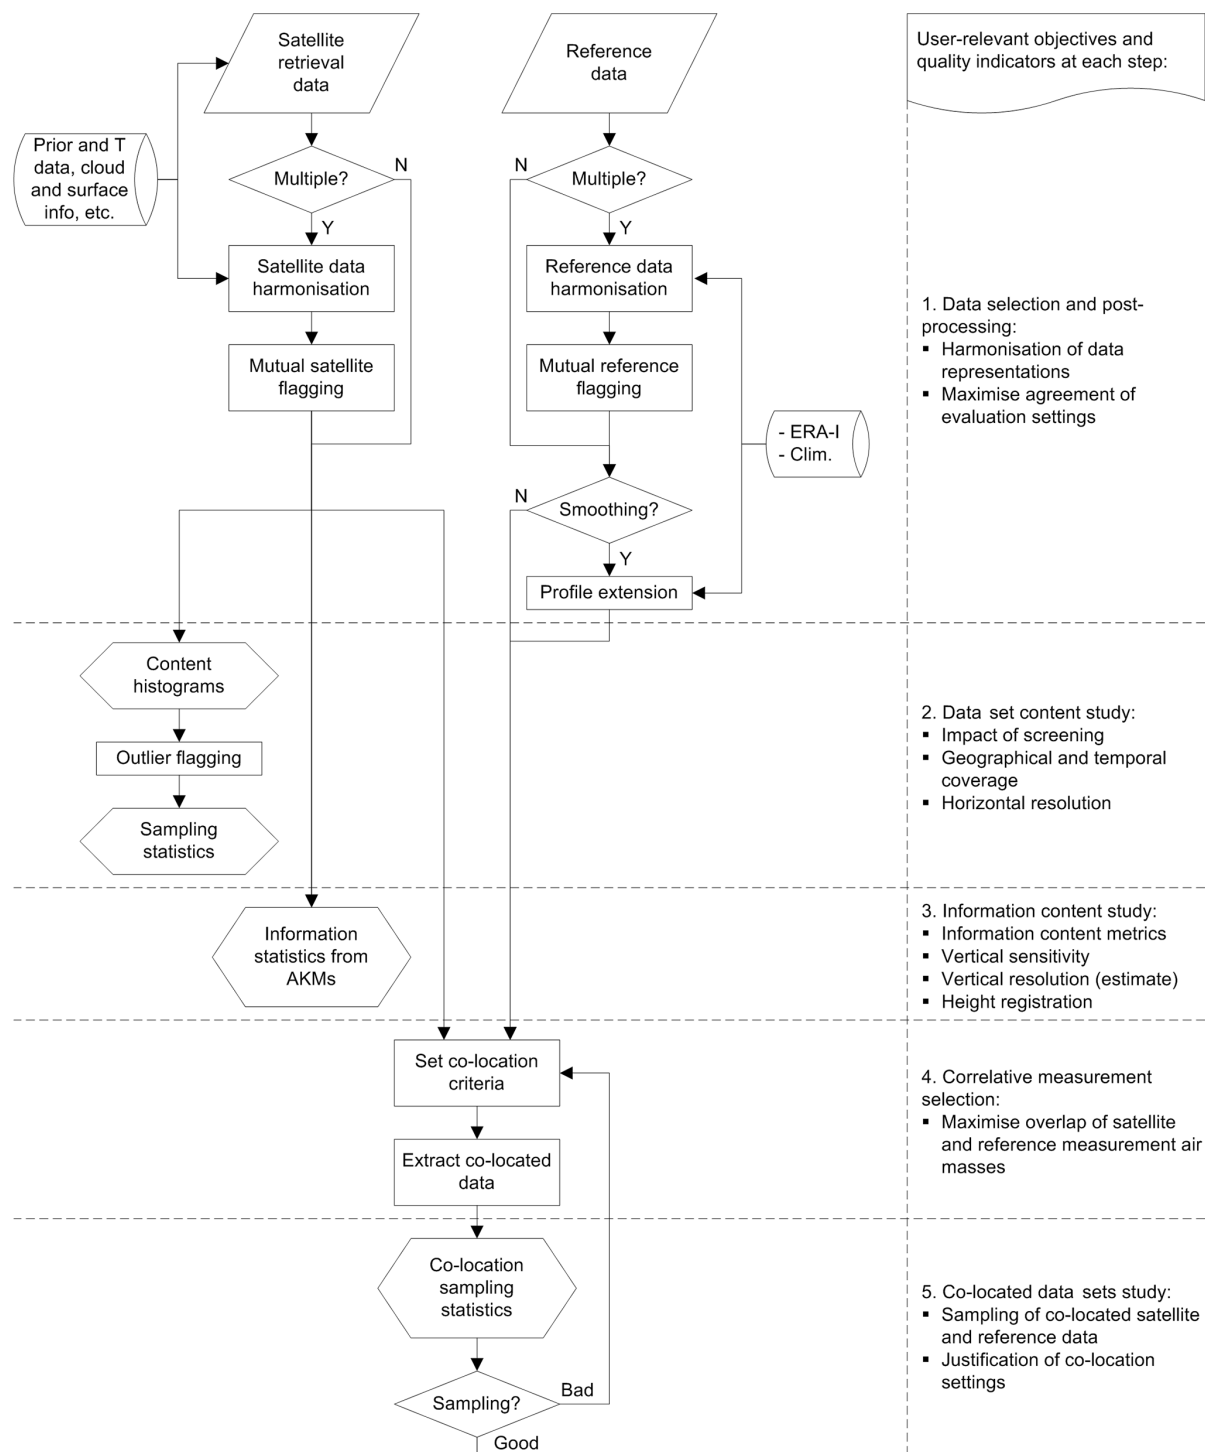 Satellite
retrieval
data
Reference
data
User-relevant objectives and
quality indicators at each step:
Prior and T
data, cloud
and surface
info, etc.
Multiple?
N
Y
N
Multiple?
Y
Satellite data
harmonisation
Reference data
harmonisation
Mutual satellite
flagging
Mutual reference
flagging
- ERA-I
- Clim.
N
Smoothing?
Y
Profile extension
1. Data selection and post-
processing:
▪ Harmonisation of data
representations
▪ Maximise agreement of
evaluation settings
Content
histograms
Outlier flagging
Sampling
statistics
2. Data set content study:
▪ Impact of screening
▪ Geographical and temporal
coverage
▪ Horizontal resolution
Information
statistics from
AKMs
3. Information content study:
▪ Information content metrics
▪ Vertical sensitivity
▪ Vertical resolution (estimate)
▪ Height registration
Set co-location
criteria
Extract co-located
data
4. Correlative measurement
selection:
▪ Maximise overlap of satellite
and reference measurement air
masses
Co-location
sampling
statistics
Sampling?
Bad
Good
5. Co-located data sets study:
▪ Sampling of co-located satellite
and reference data
▪ Justification of co-location
settings